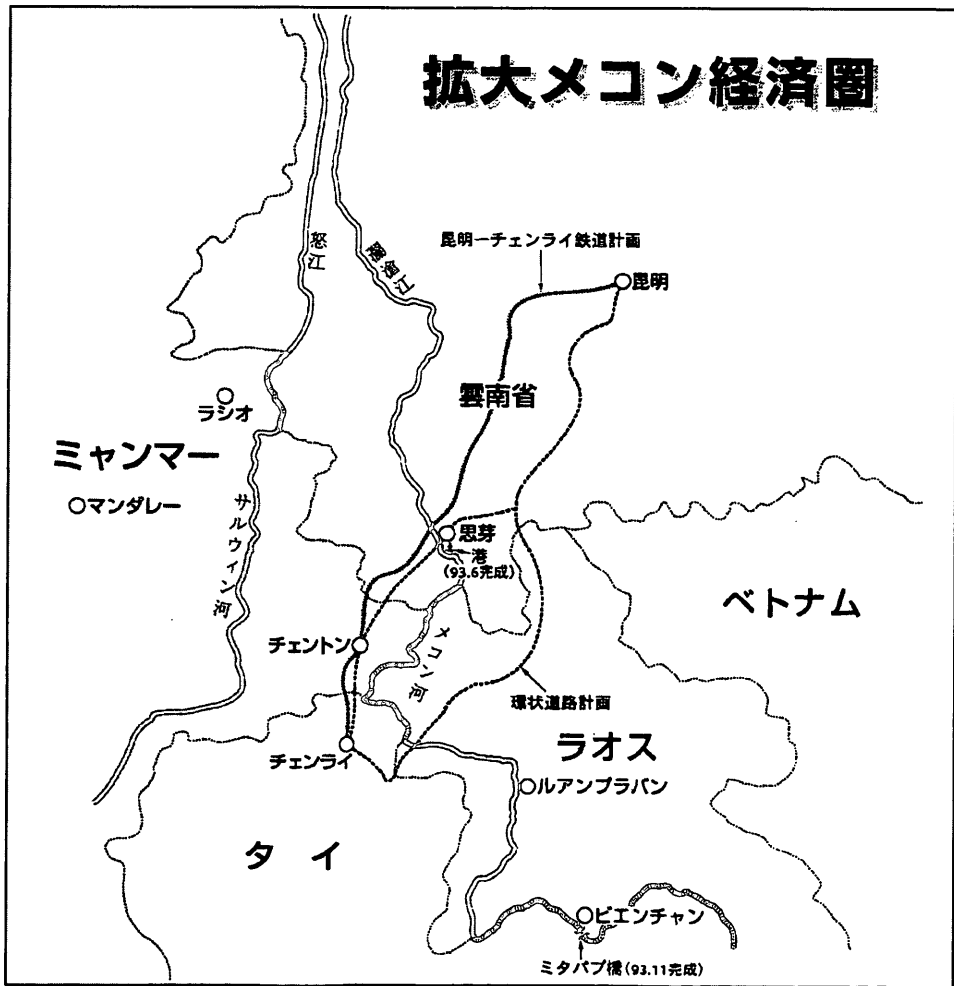 拡大メコン経済圏
昆明ーチェンライ鉄道計画
昆明
怒江
瀾滄江
雲南省
ラシオ
ミャンマー
マンダレー
サルウィン河
思芽
港
(93.6完成)
ベトナム
チェントン
メコン河
環状道路計画
ラオス
チェンライ
ルアンプラバン
タイ
ビエンチャン
ミタパプ橋(93.11完成)